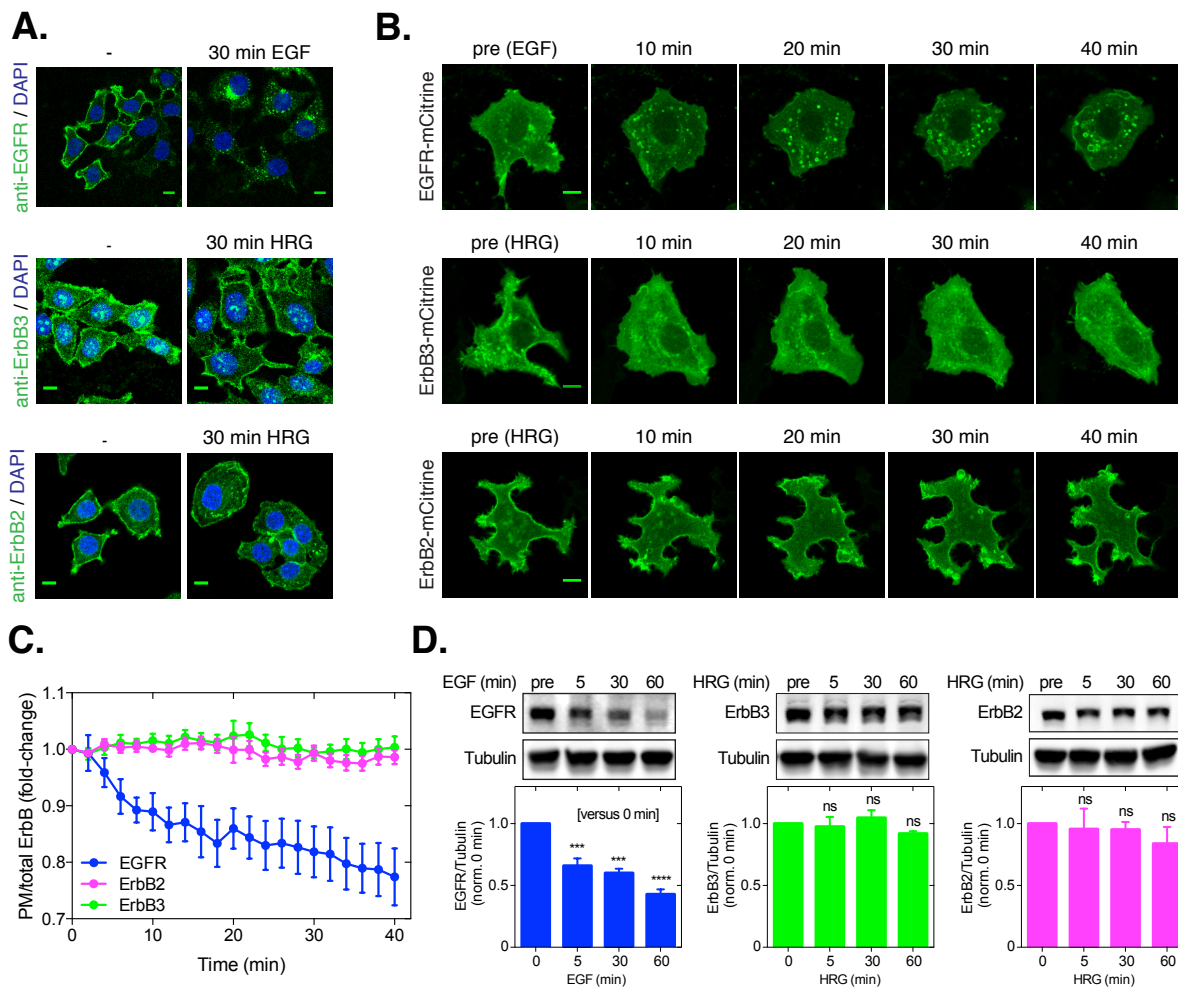 A.
-
30 min EGF
anti-EGFR / DAPI
-
30 min HRG
anti-ErbB3 / DAPI
-
30 min HRG
anti-ErbB2 / DAPI
B.
pre (EGF)
10 min
20 min
30 min
40 min
EGFR-mCitrine
pre (HRG)
10 min
20 min
30 min
40 min
ErbB3-mCitrine
pre (HRG)
10 min
20 min
30 min
40 min
ErbB2-mCitrine
C.
PM/total ErbB (fold-change)
1.1
1.0
0.9
0.8
0.7
EGFR
ErbB2
ErbB3
0
10
20
30
40
Time (min)
D.
EGF (min)
pre
5
30
60
EGFR
Tubulin
EGFR/Tubulin
(norm. 0 min)
1.0
0.5
0
[versus 0 min]
***
***
****
0
5
30
60
EGF (min)
HRG (min)
pre
5
30
60
ErbB3
Tubulin
ErbB3/Tubulin
(norm. 0 min)
1.0
0.5
0
ns
ns
ns
0
5
30
60
HRG (min)
HRG (min)
pre
5
30
60
ErbB2
Tubulin
ErbB2/Tubulin
(norm. 0 min)
1.0
0.5
0
ns
ns
ns
0
5
30
60
HRG (min)